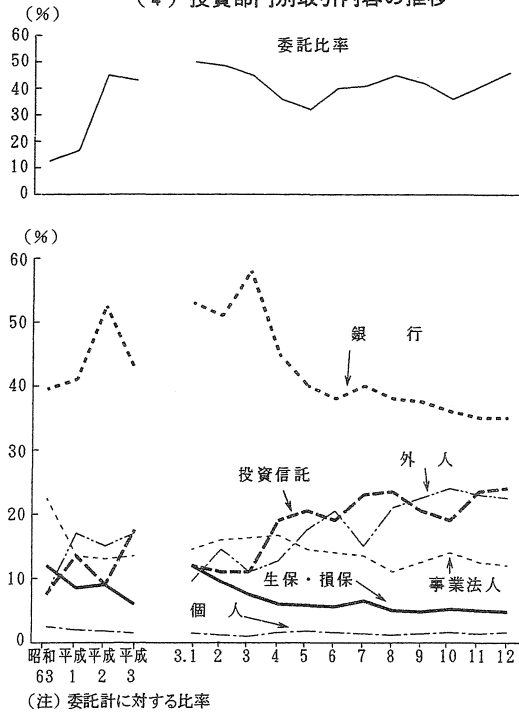 （4）投資部門別取引内容の推移
（％）
60
50
40
30
20
10
0
委託比率
（％）
60
50
40
30
20
10
0
銀　行
外　人
投資信託
生保・損保
事業法人
個　人
昭和 平成 平成 平成 3.1 2 3 4 5 6 7 8 9 10 11 12
63 1 2 3
（注）委託計に対する比率